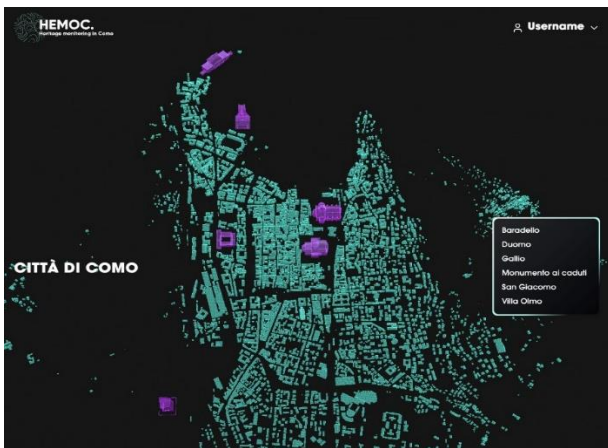 HEMOC.
Heritage monitoring in Como
Username
CITTÀ DI COMO
Baradello
Duomo
Gallio
Monumento ai caduti
San Giacomo
Villa Olmo